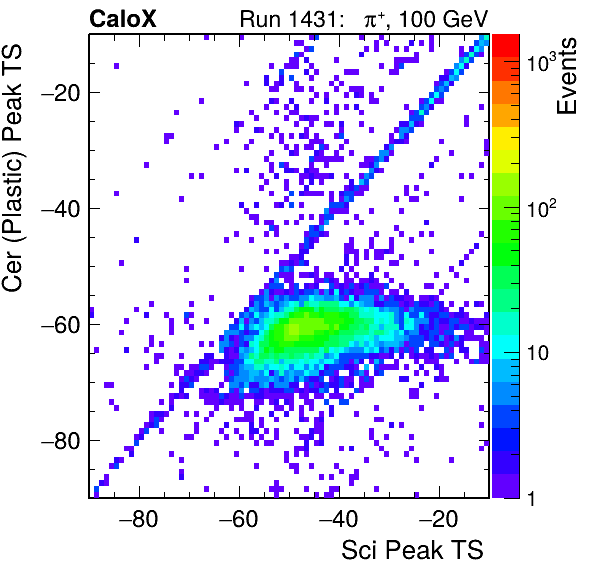 CaloX Run 1431: π⁺, 100 GeV
Cer (Plastic) Peak TS
−20
−40
−60
−80
−80 −60 −40 −20
Sci Peak TS
Events
10³
10²
10
1